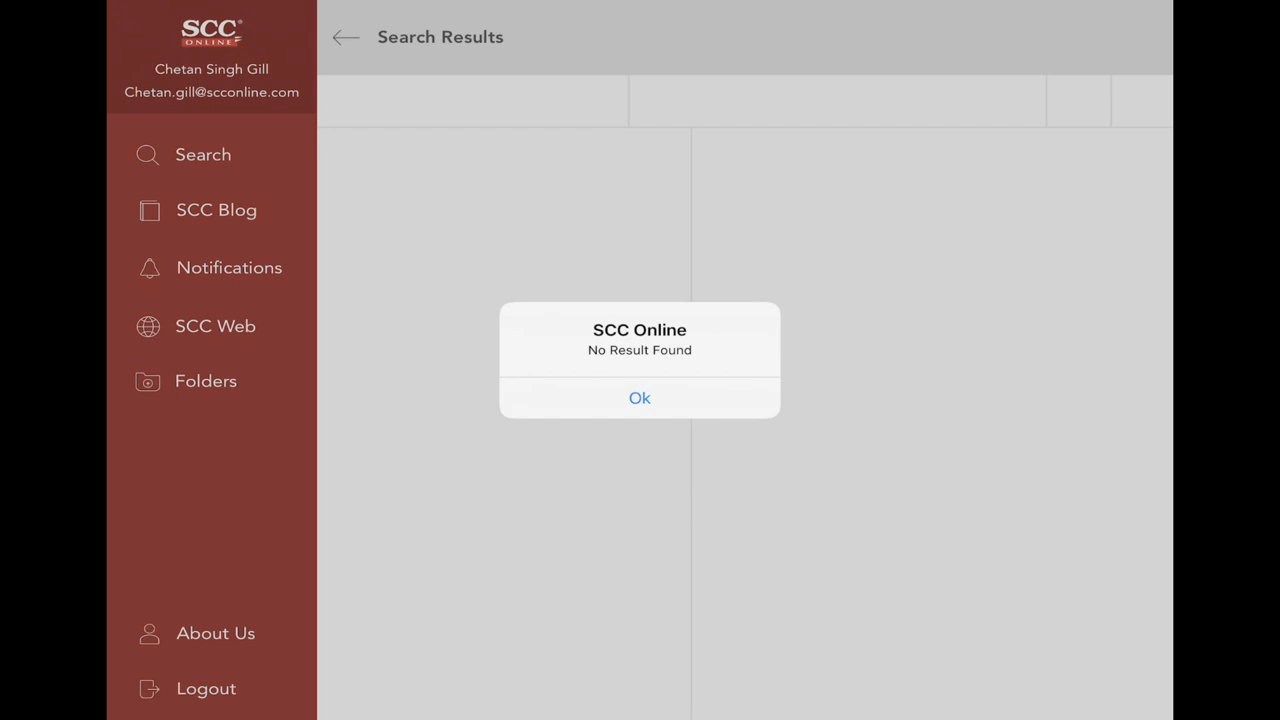 SCC®
ONLINE
Chetan Singh Gill
Chetan.gill@scconline.com
Search
SCC Blog
Notifications
SCC Web
Folders
About Us
Logout
Search Results
SCC Online
No Result Found
Ok